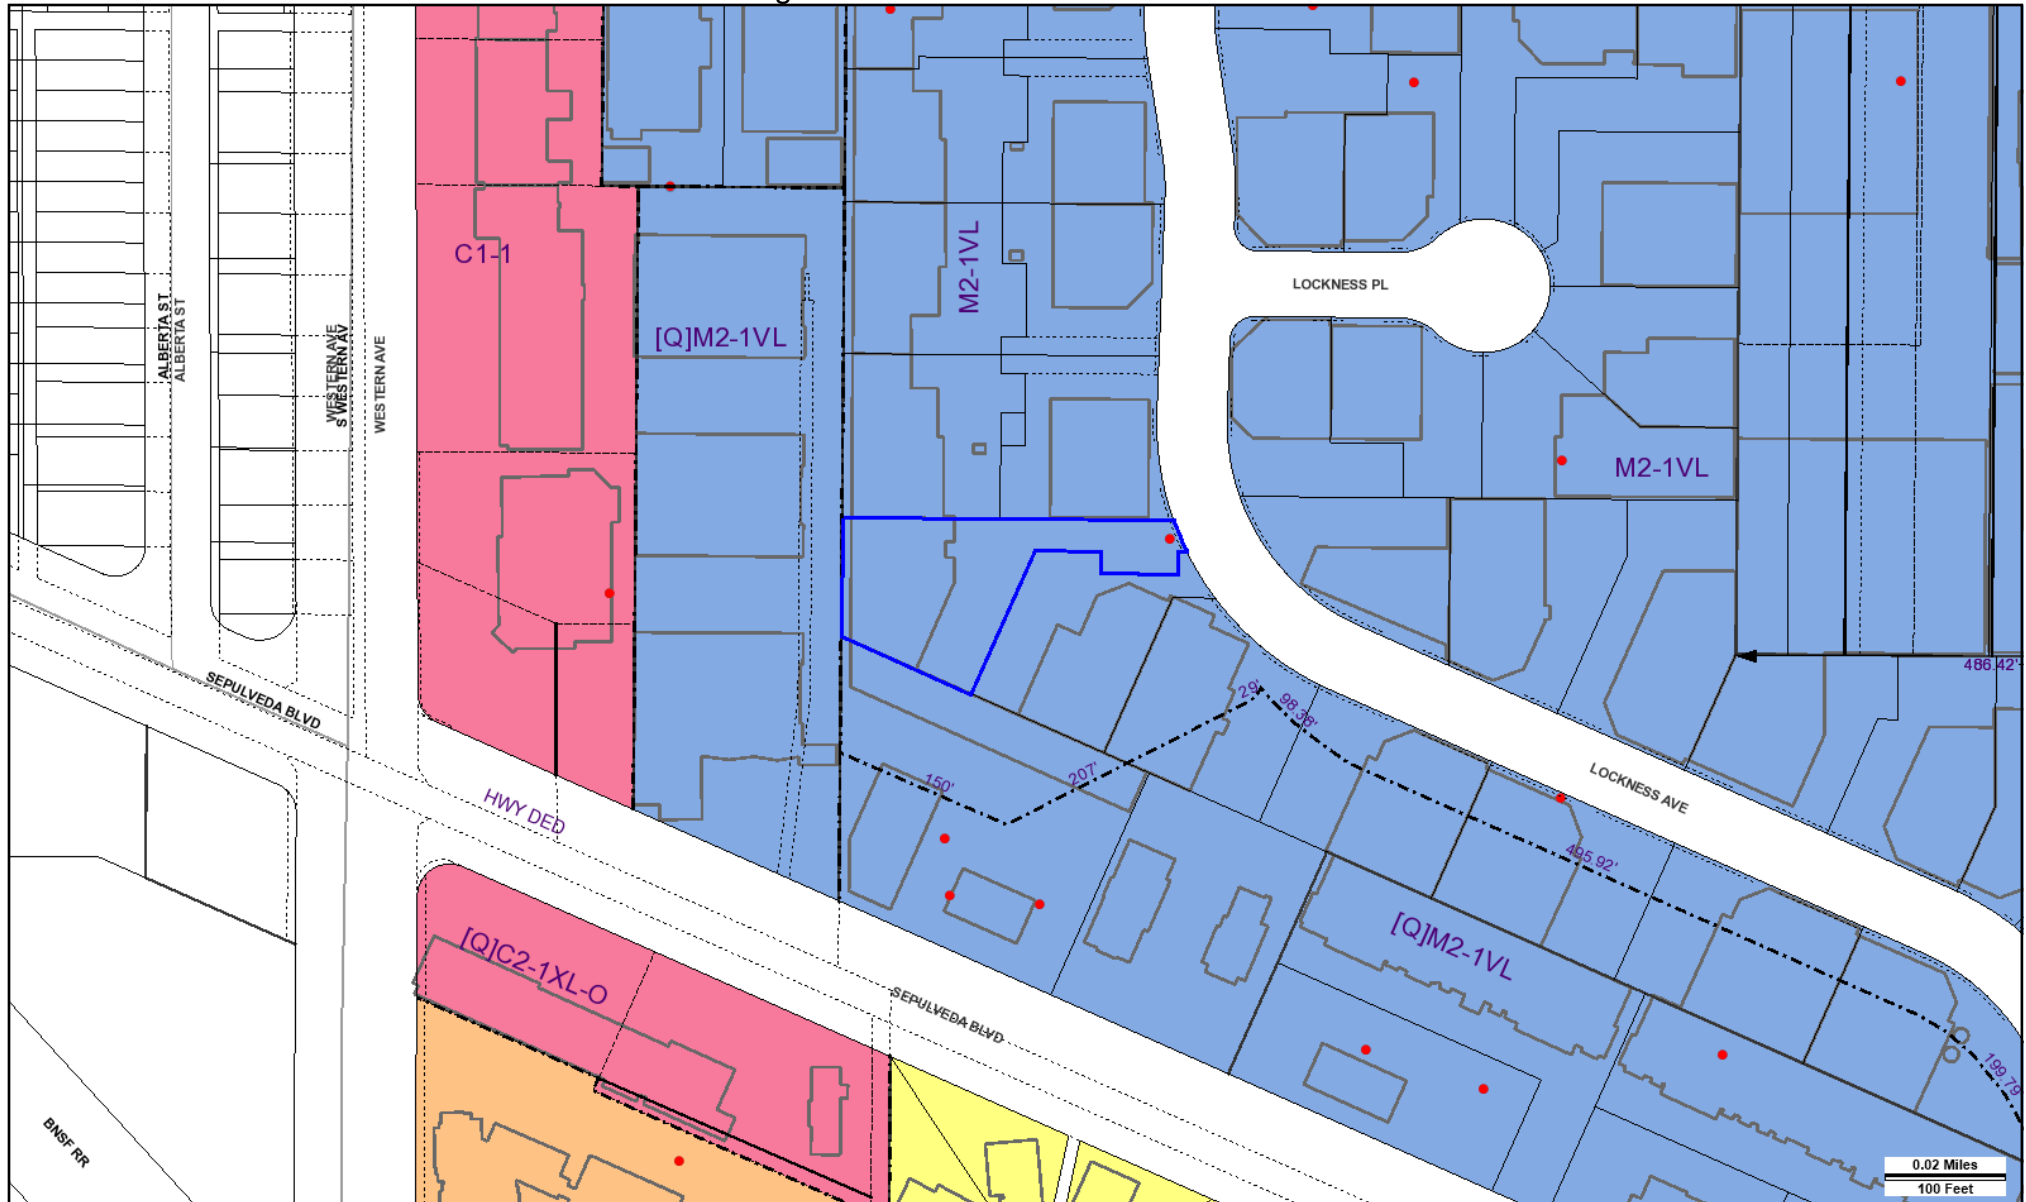 C1-1
[Q]M2-1VL
M2-1VL
LOCKNESS PL
M2-1VL
ALBERTA ST
ALBERTA ST
WESTERN AVE
S WESTERN AV
WESTERN AVE
SEPULVEDA BLVD
HWY DED
486.42'
29'
98.38'
150'
207'
LOCKNESS AVE
495.92'
[Q]M2-1VL
[Q]C2-1XL-O
SEPULVEDA BLVD
199.79'
BNSF RR
0.02 Miles
100 Feet